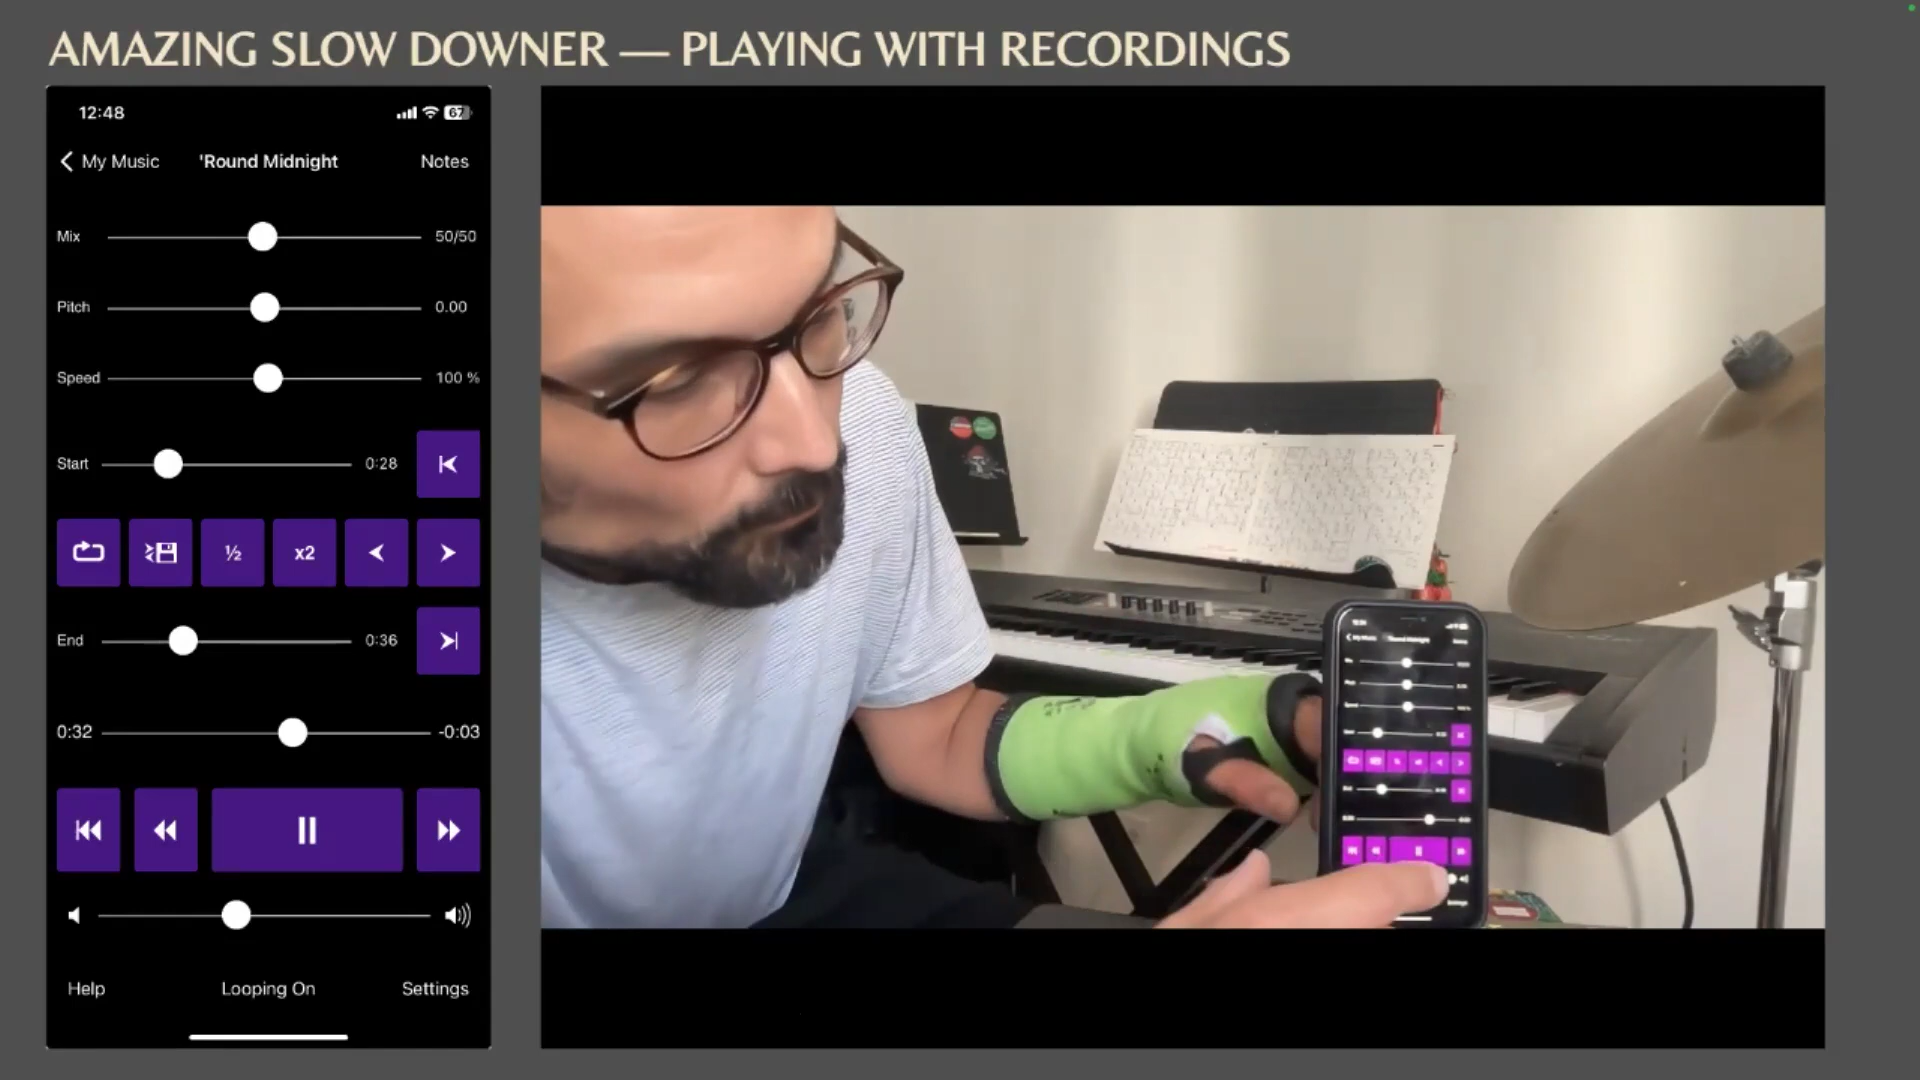 AMAZING SLOW DOWNER — PLAYING WITH RECORDINGS
12:48
67
My Music
'Round Midnight
Notes
Mix
50/50
Pitch
0.00
Speed
100 %
Start
0:28
½
x2
End
0:36
0:32
-0:03
Help
Looping On
Settings